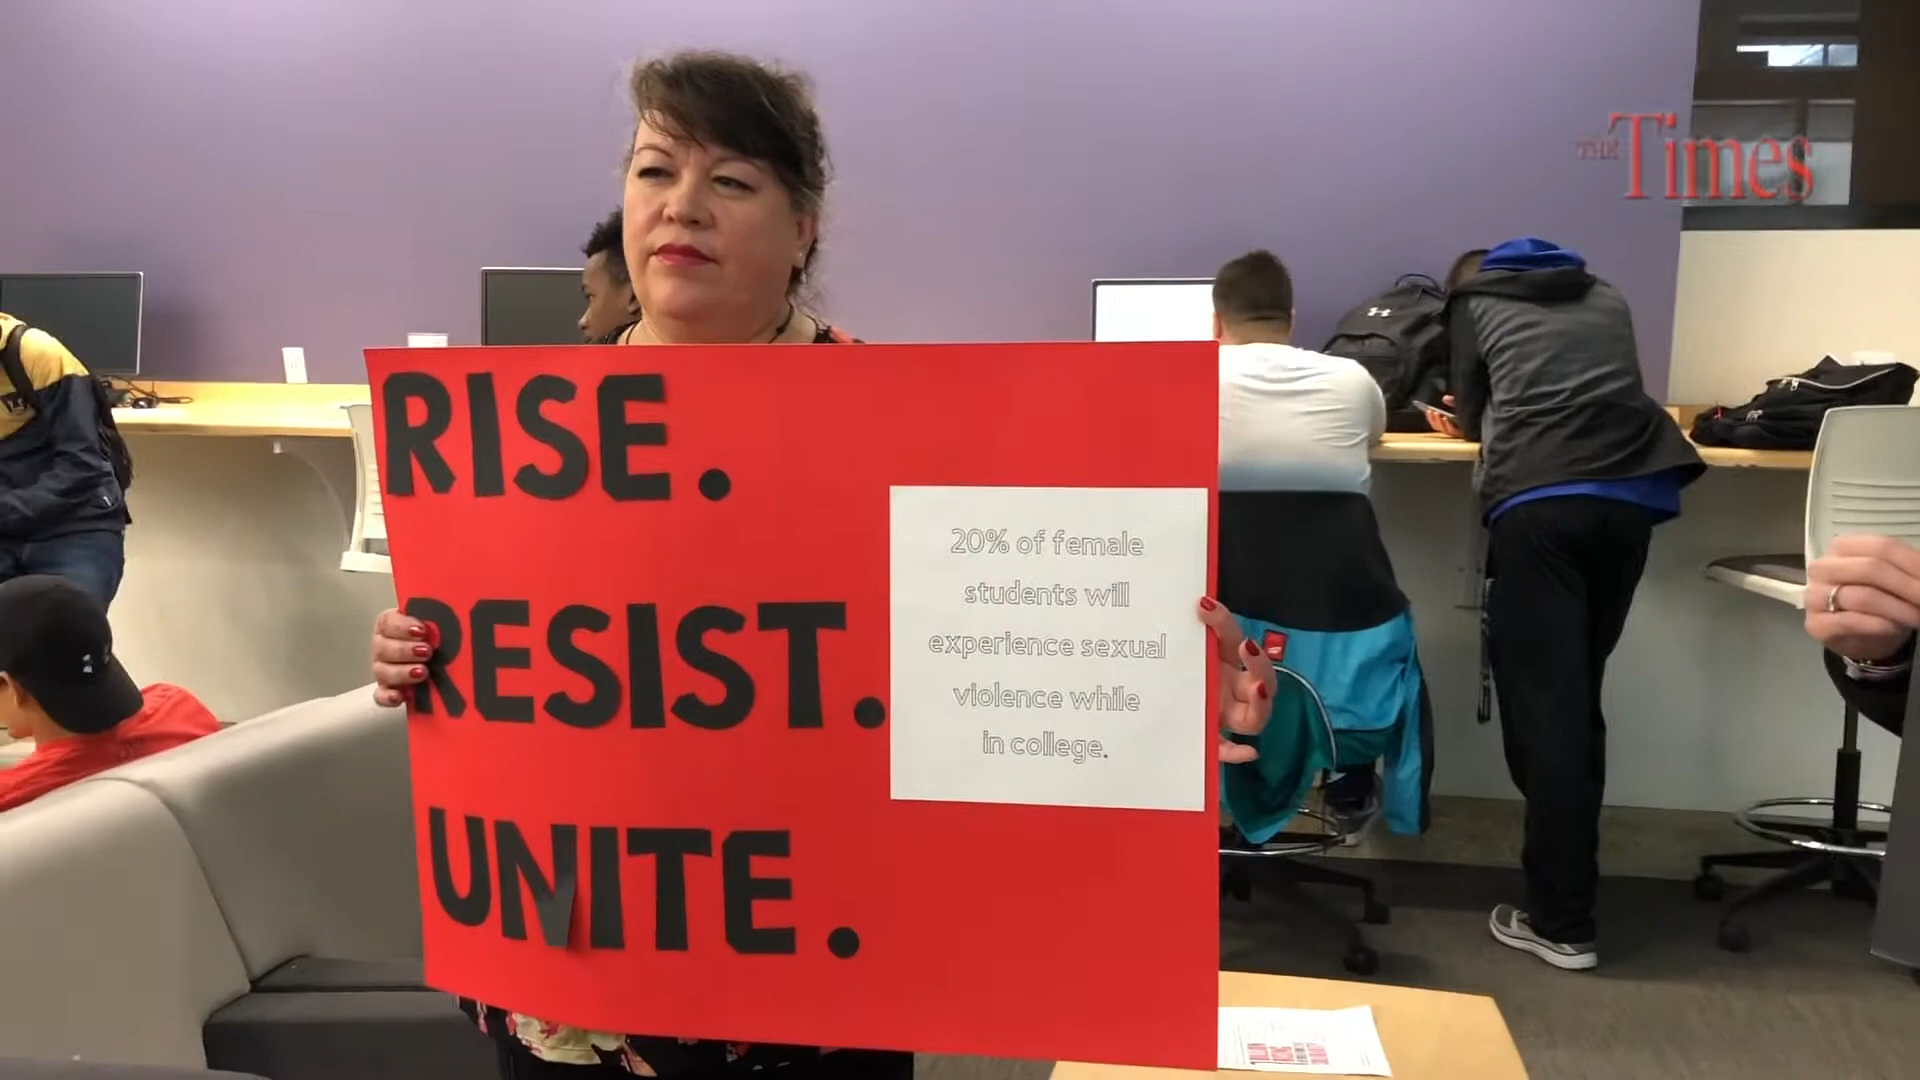 THE Times
RISE.
RESIST.
UNITE.
20% of female
students will
experience sexual
violence while
in college.